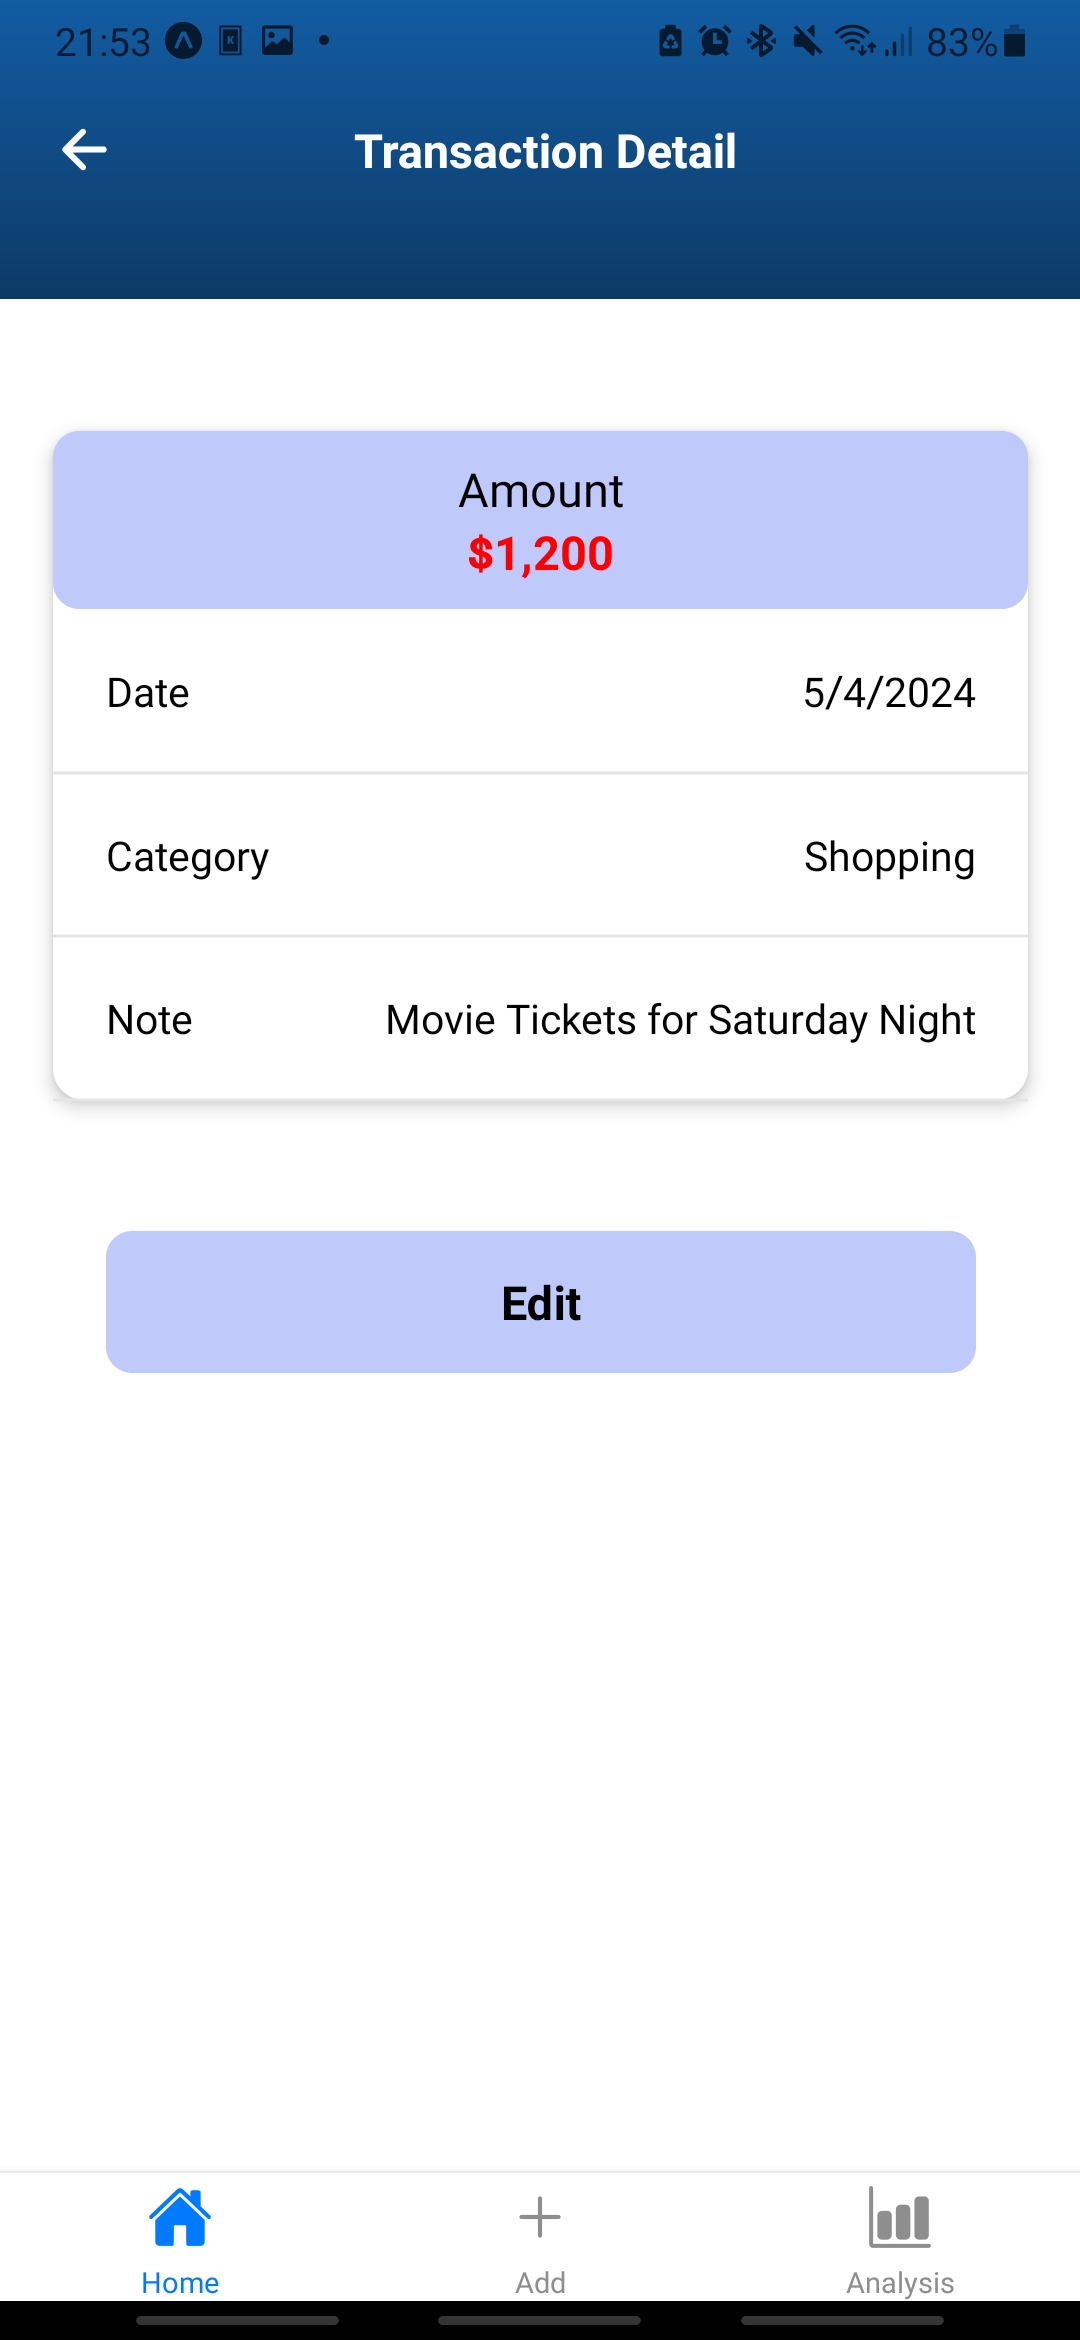 21:53 83%
Transaction Detail
Amount
$1,200
Date 5/4/2024
Category Shopping
Note Movie Tickets for Saturday Night
Edit
Home Add Analysis